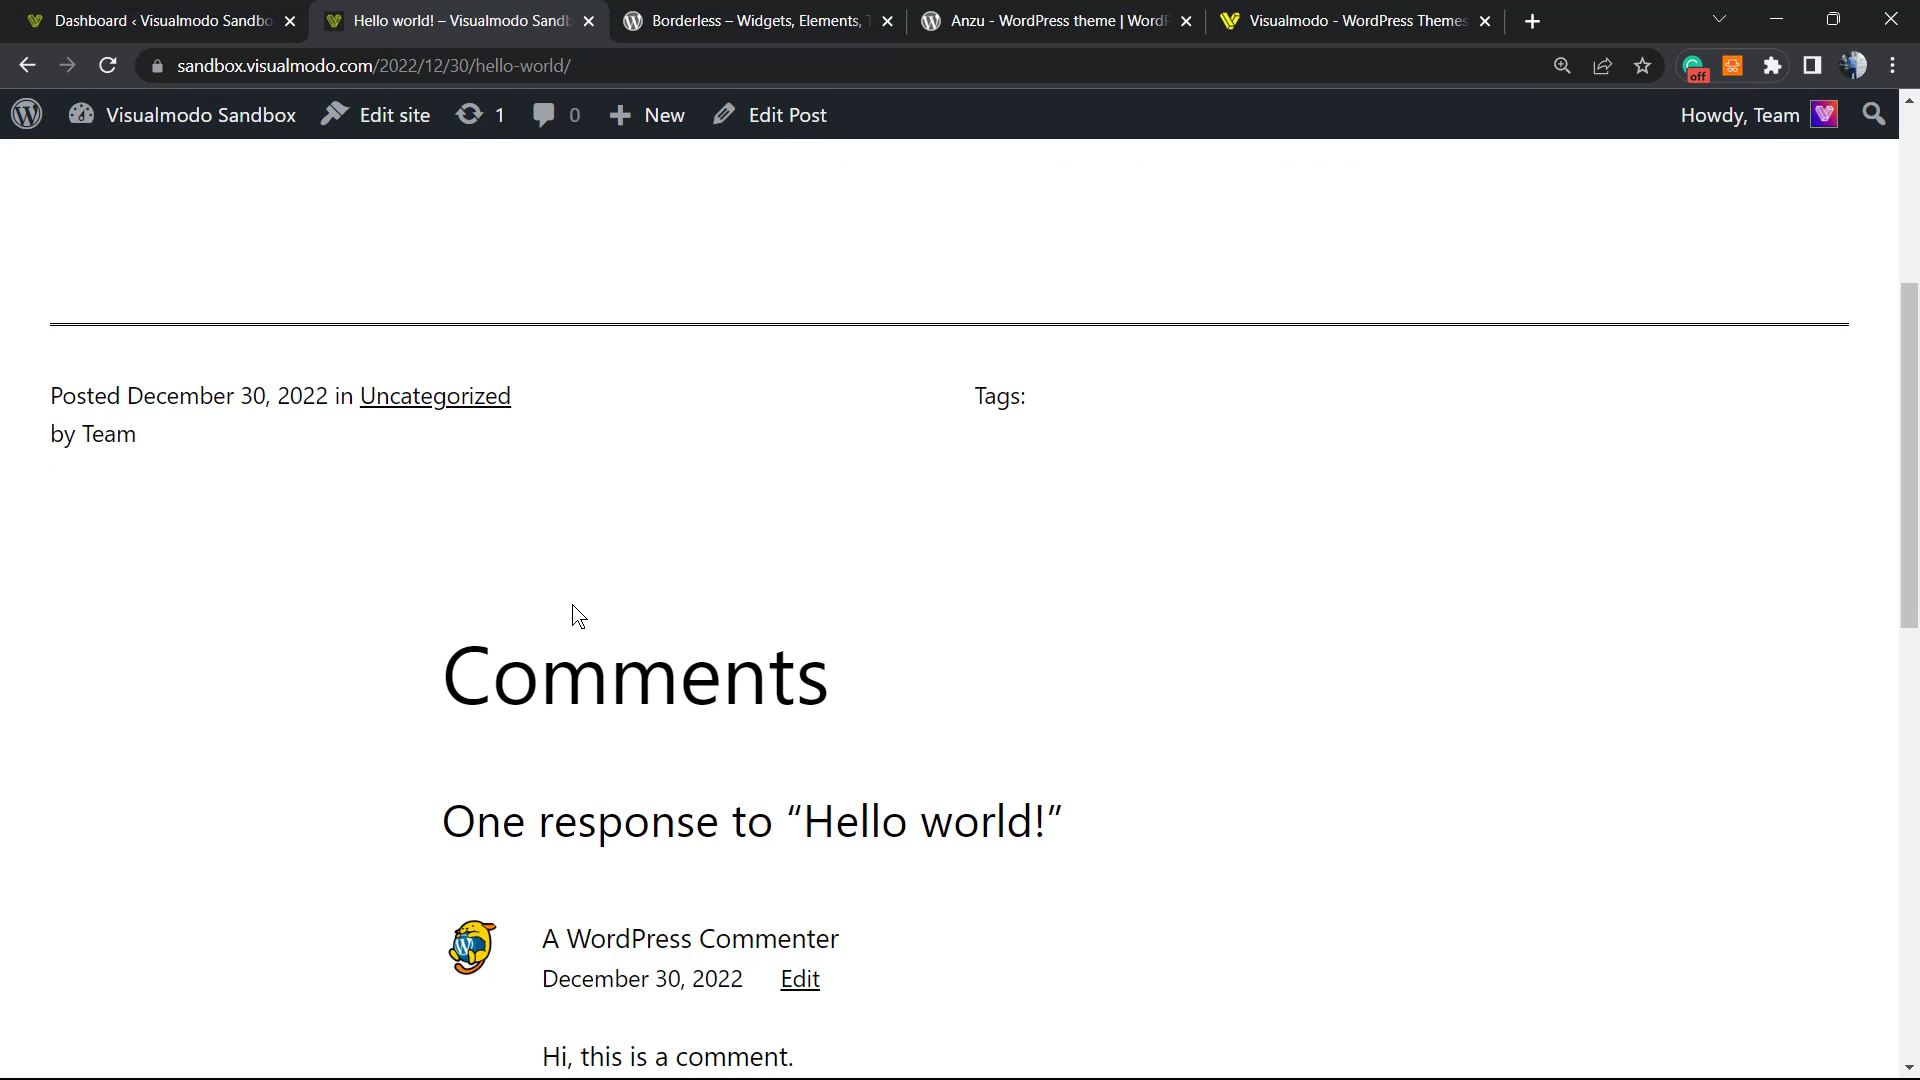 Dashboard ‹ Visualmodo Sandbo
Hello world! – Visualmodo Sandb
Borderless – Widgets, Elements, T
Anzu - WordPress theme | WordP
Visualmodo - WordPress Themes
sandbox.visualmodo.com/2022/12/30/hello-world/
off
Visualmodo Sandbox
Edit site
1
0
New
Edit Post
Howdy, Team
Posted December 30, 2022 in Uncategorized
by Team
Tags:
Comments
One response to “Hello world!”
A WordPress Commenter
December 30, 2022 Edit
Hi, this is a comment.